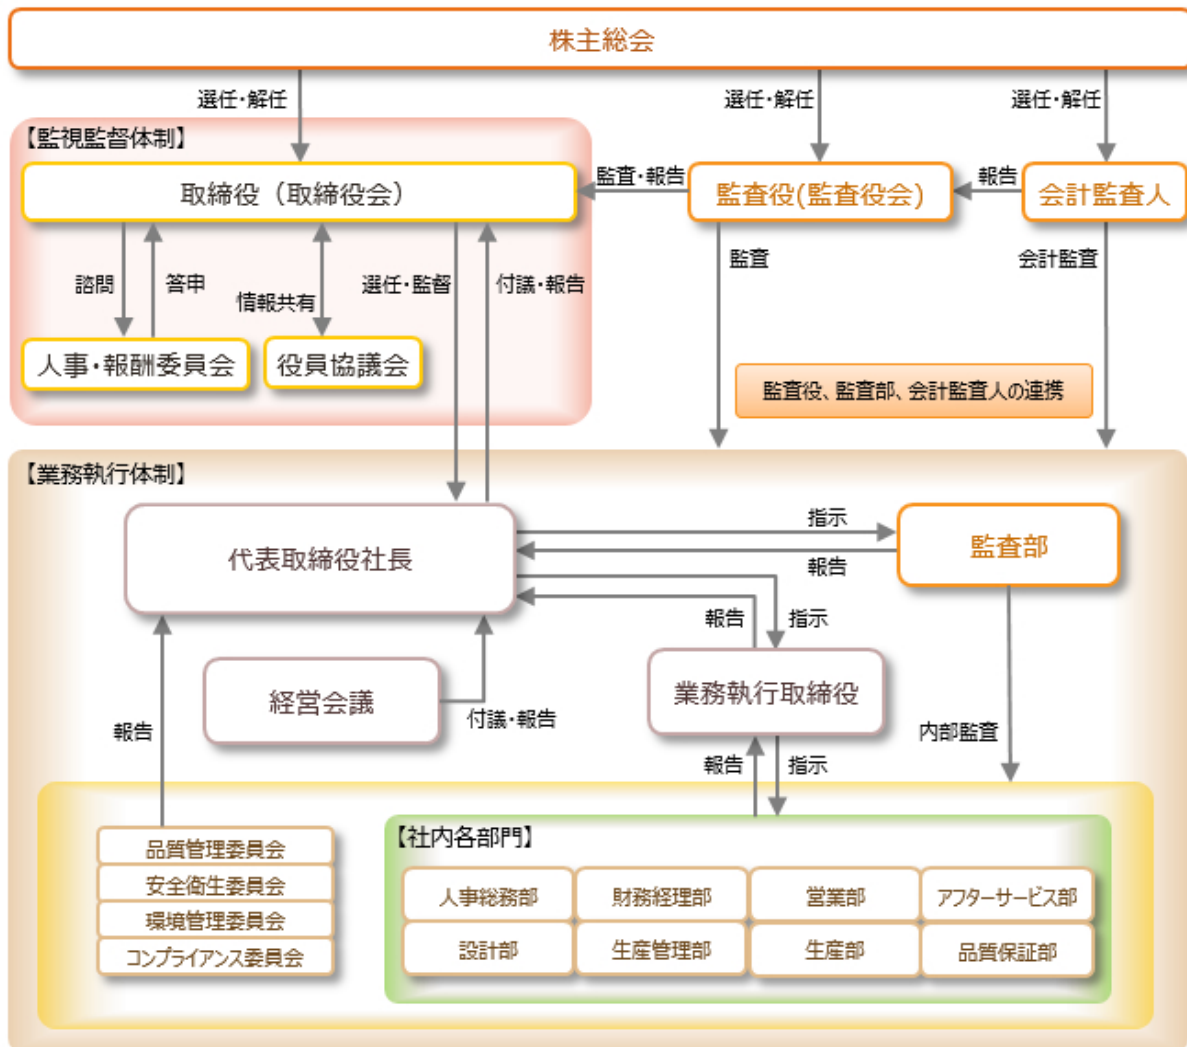 株主総会
選任・解任
選任・解任
選任・解任
【監視監督体制】
取締役（取締役会）
監査・報告
監査役(監査役会)
報告
会計監査人
諮問
答申
情報共有
選任・監督
付議・報告
監査
会計監査
人事・報酬委員会
役員協議会
監査役、監査部、会計監査人の連携
【業務執行体制】
代表取締役社長
指示
報告
監査部
報告
指示
経営会議
付議・報告
業務執行取締役
報告
内部監査
報告
指示
品質管理委員会
安全衛生委員会
環境管理委員会
コンプライアンス委員会
【社内各部門】
人事総務部
財務経理部
営業部
アフターサービス部
設計部
生産管理部
生産部
品質保証部